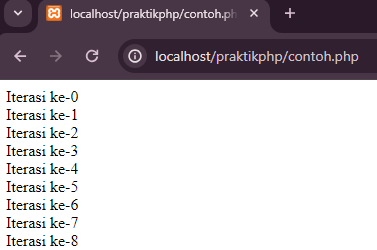 localhost/praktikphp/contoh.ph
localhost/praktikphp/contoh.php
Iterasi ke-0
Iterasi ke-1
Iterasi ke-2
Iterasi ke-3
Iterasi ke-4
Iterasi ke-5
Iterasi ke-6
Iterasi ke-7
Iterasi ke-8